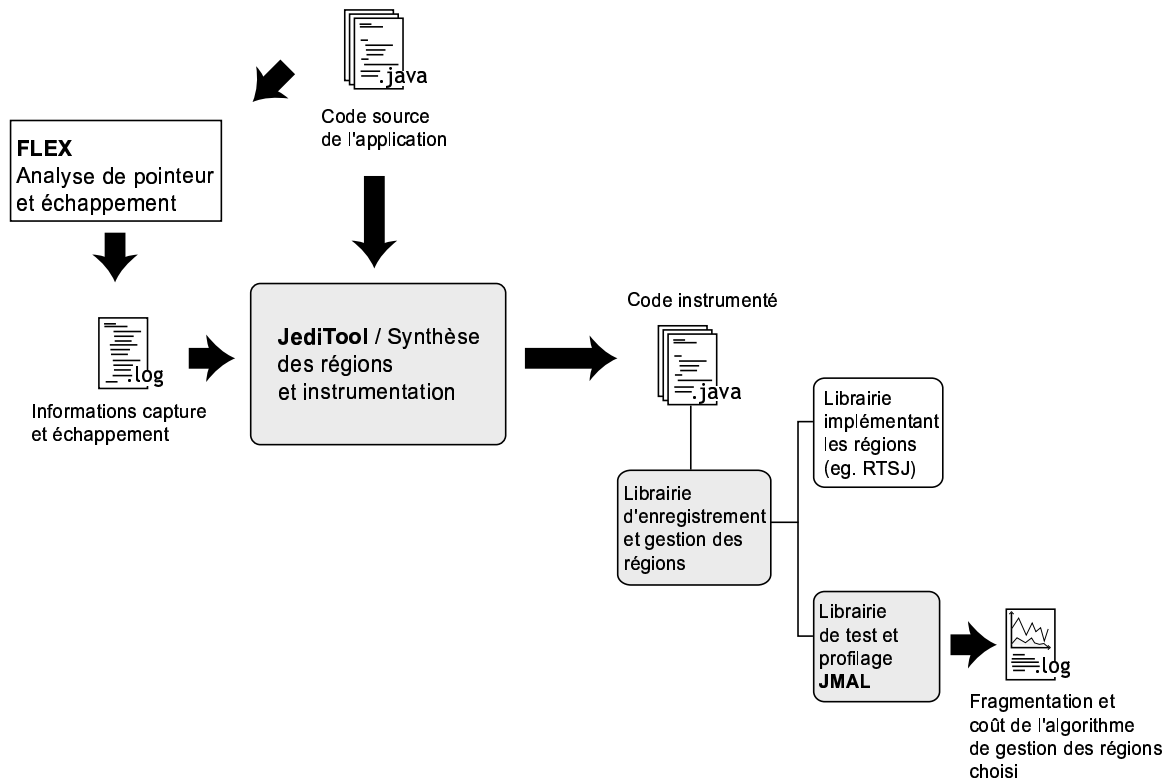 .java
Code source
de l'application
FLEX
Analyse de pointeur
et échappement
.log
Informations capture
et échappement
JediTool / Synthèse
des régions
et instrumentation
Code instrumenté
.java
Librairie
d'enregistrement
et gestion des
régions
Librairie
implémentant
les régions
(eg. RTSJ)
Librairie
de test et
profilage
JMAL
.log
Fragmentation et
coût de l'algorithme
de gestion des régions
choisi